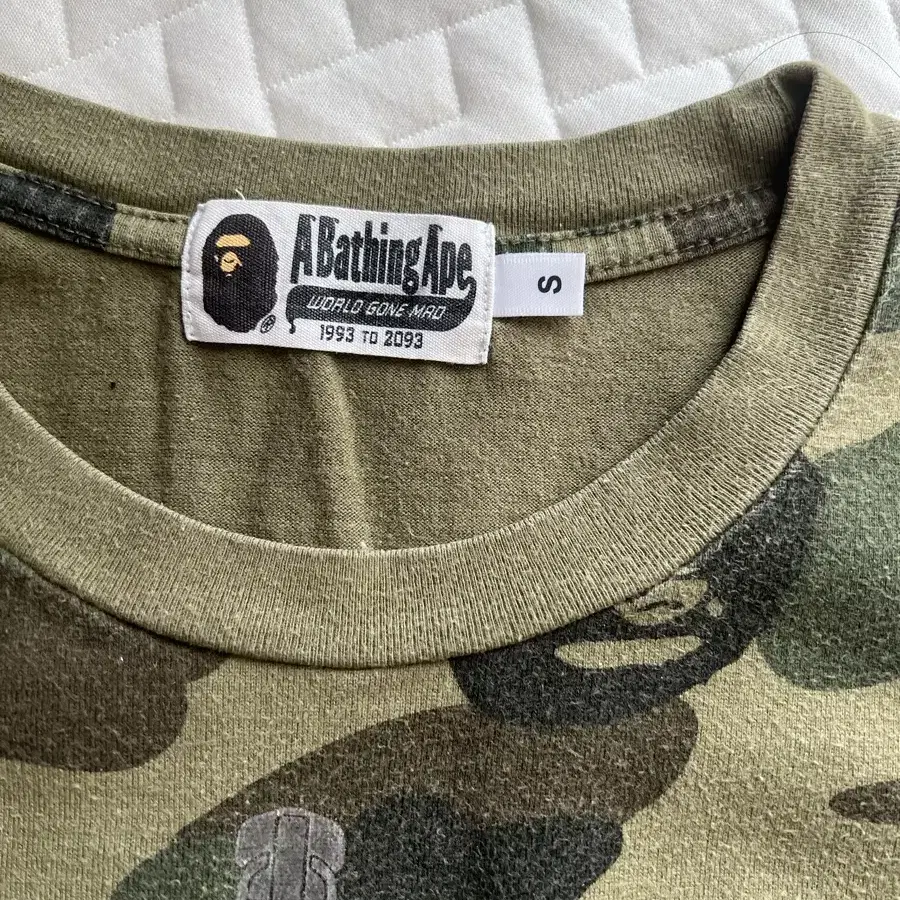 A Bathing Ape
WORLD GONE MAD
1993 TO 2093
S